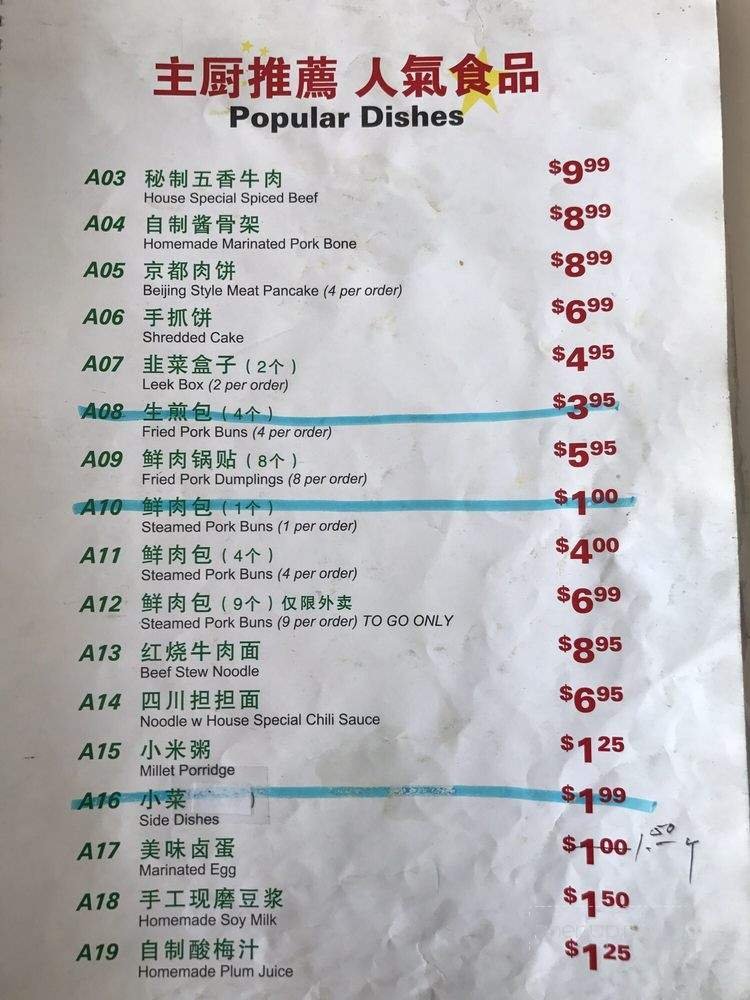 主厨推薦 人氣食品
Popular Dishes
A03 秘制五香牛肉 $9.99
House Special Spiced Beef
A04 自制酱骨架 $8.99
Homemade Marinated Pork Bone
A05 京都肉饼 $8.99
Beijing Style Meat Pancake (4 per order)
A06 手抓饼 $6.99
Shredded Cake
A07 韭菜盒子 (2个) $4.95
Leek Box (2 per order)
A08 生煎包 (4个) $3.95
Fried Pork Buns (4 per order)
A09 鲜肉锅贴 (8个) $5.95
Fried Pork Dumplings (8 per order)
A10 鲜肉包 (1个) $1.00
Steamed Pork Buns (1 per order)
A11 鲜肉包 (4个) $4.00
Steamed Pork Buns (4 per order)
A12 鲜肉包 (9个) 仅限外卖 $6.99
Steamed Pork Buns (9 per order) TO GO ONLY
A13 红烧牛肉面 $8.95
Beef Stew Noodle
A14 四川担担面 $6.95
Noodle w House Special Chili Sauce
A15 小米粥 $1.25
Millet Porridge
A16 小菜 ) $1.99
Side Dishes
A17 美味卤蛋 $1.00 1.50
Marinated Egg
A18 手工现磨豆浆 $1.50
Homemade Soy Milk
A19 自制酸梅汁 $1.25
Homemade Plum Juice